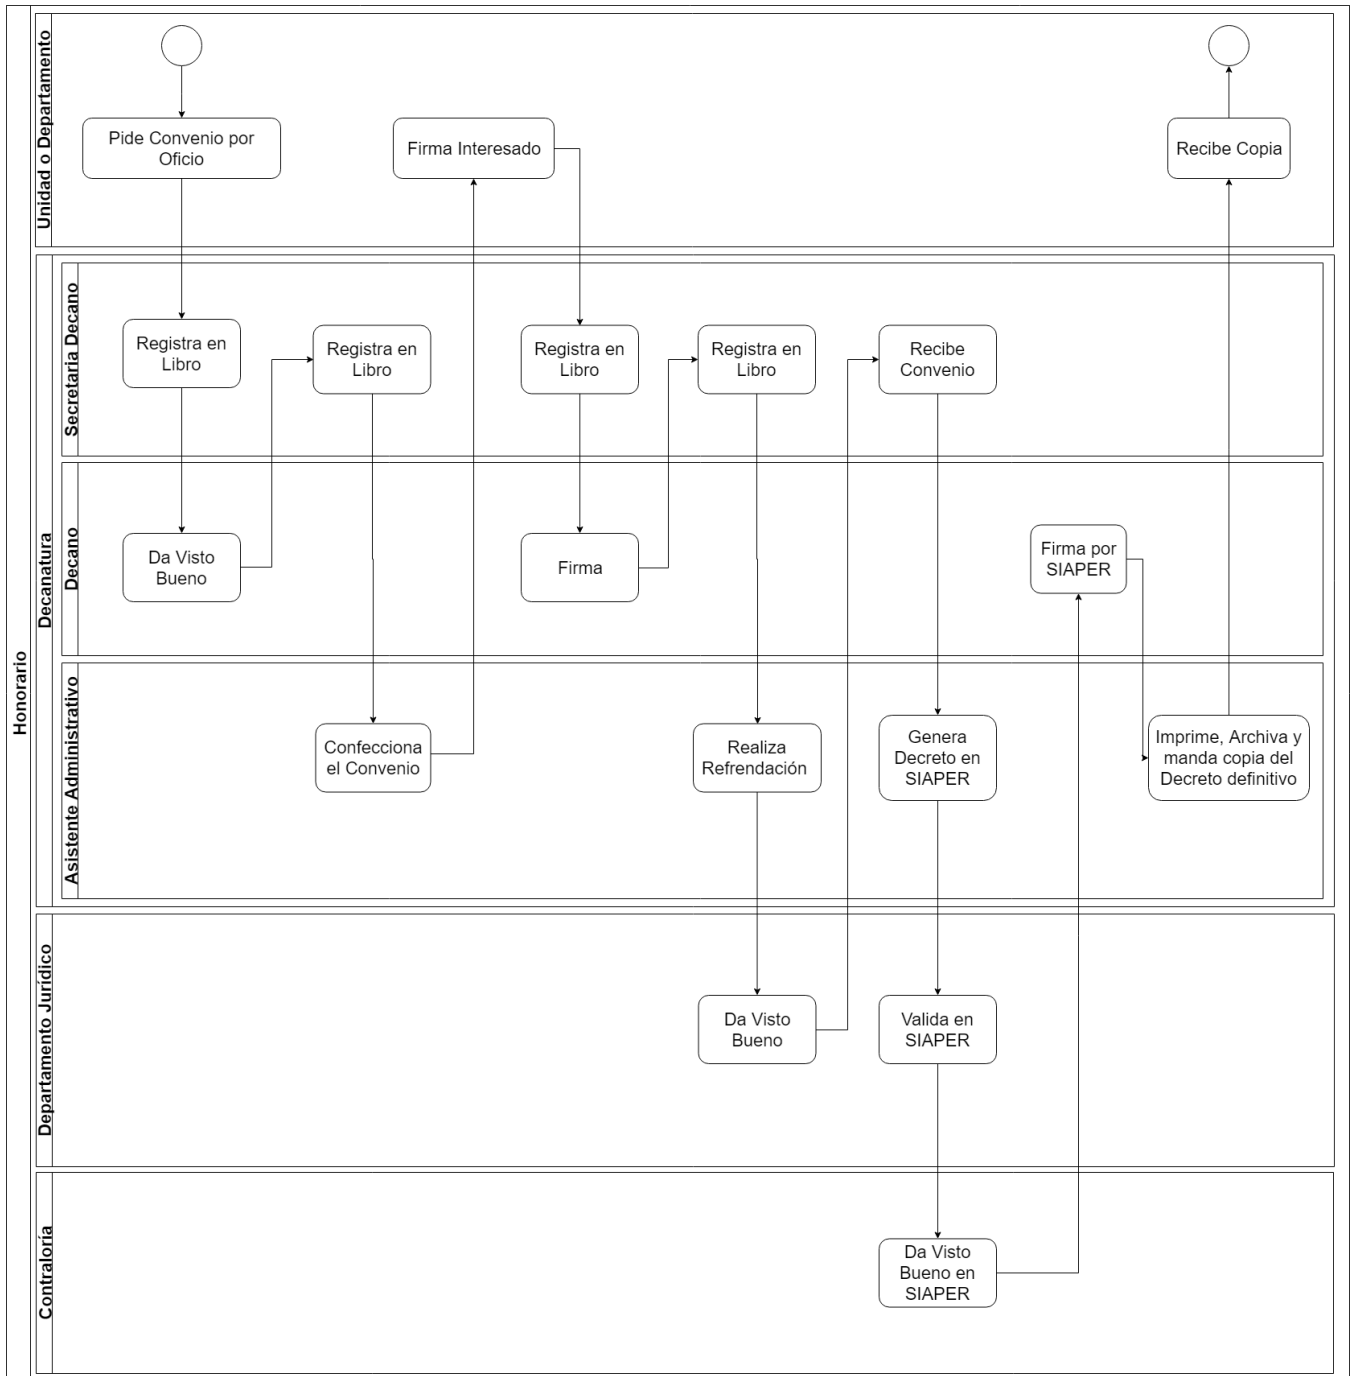 Honorario
Unidad o Departamento
Pide Convenio por
Oficio
Firma Interesado
Recibe Copia
Decanatura
Secretaria Decano
Registra en
Libro
Registra en
Libro
Registra en
Libro
Registra en
Libro
Recibe
Convenio
Decano
Da Visto
Bueno
Firma
Firma por
SIAPER
Asistente Administrativo
Confecciona
el Convenio
Realiza
Refrendación
Genera
Decreto en
SIAPER
Imprime, Archiva y
manda copia del
Decreto definitivo
Departamento Jurídico
Da Visto
Bueno
Valida en
SIAPER
Contraloría
Da Visto
Bueno en
SIAPER